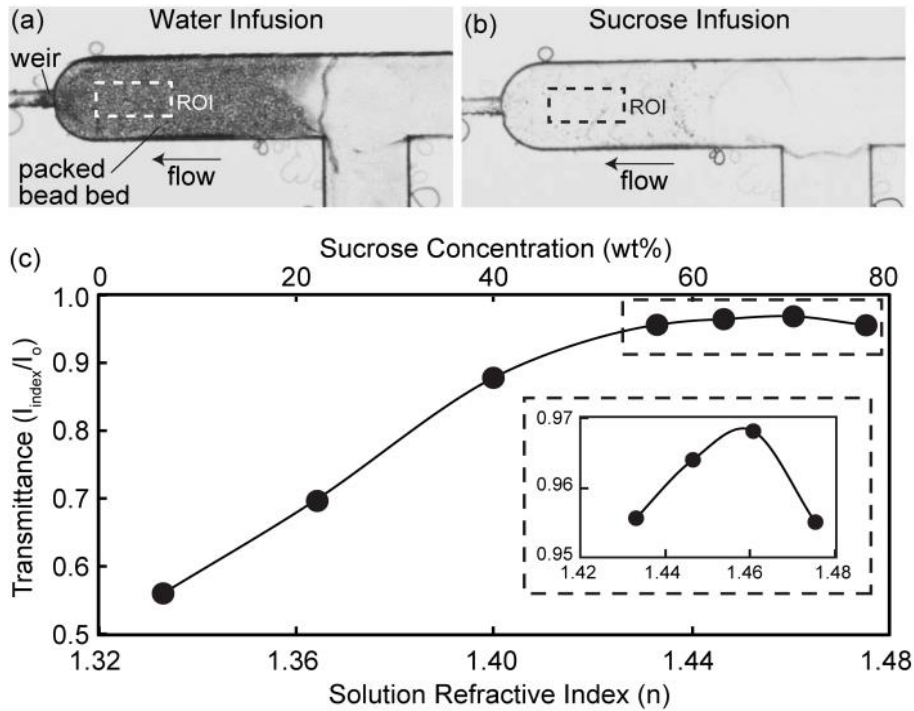 (a) Water Infusion
weir
ROI
packed
bead bed
flow
(b) Sucrose Infusion
ROI
flow
(c) Sucrose Concentration (wt%)
0 20 40 60 80
1.0
0.9
0.8
0.7
0.6
0.5
Transmittance (I_index/I_o)
0.97
0.96
0.95
1.42 1.44 1.46 1.48
1.32 1.36 1.40 1.44 1.48
Solution Refractive Index (n)